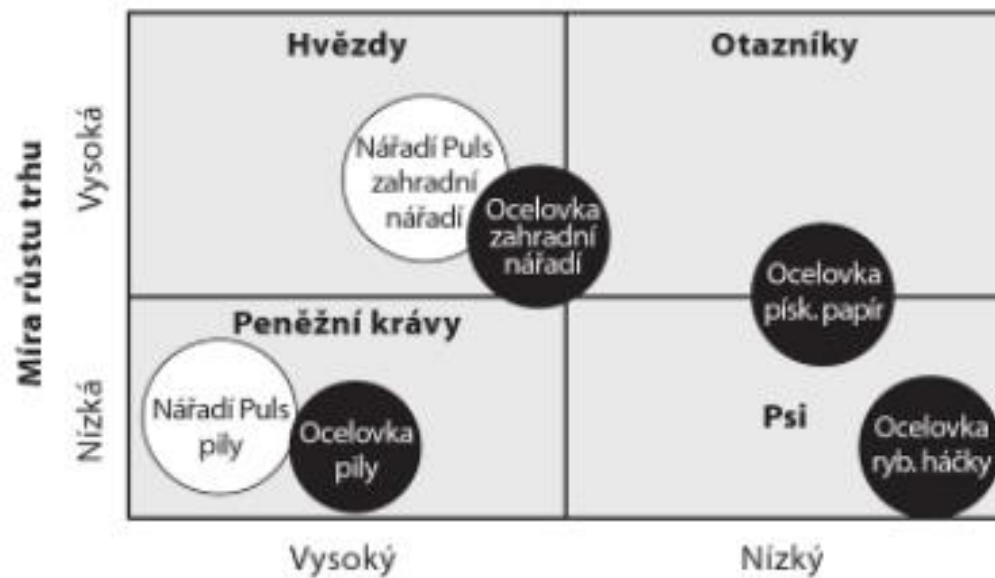 Míra růstu trhu
Vysoká
Nízká
Hvězdy
Otazníky
Nářadí Puls
zahradní
nářadí
Ocelovka
zahradní
nářadí
Ocelovka
písk. papír
Peněžní krávy
Psi
Nářadí Puls
pily
Ocelovka
pily
Ocelovka
ryb. háčky
Vysoký
Nízký